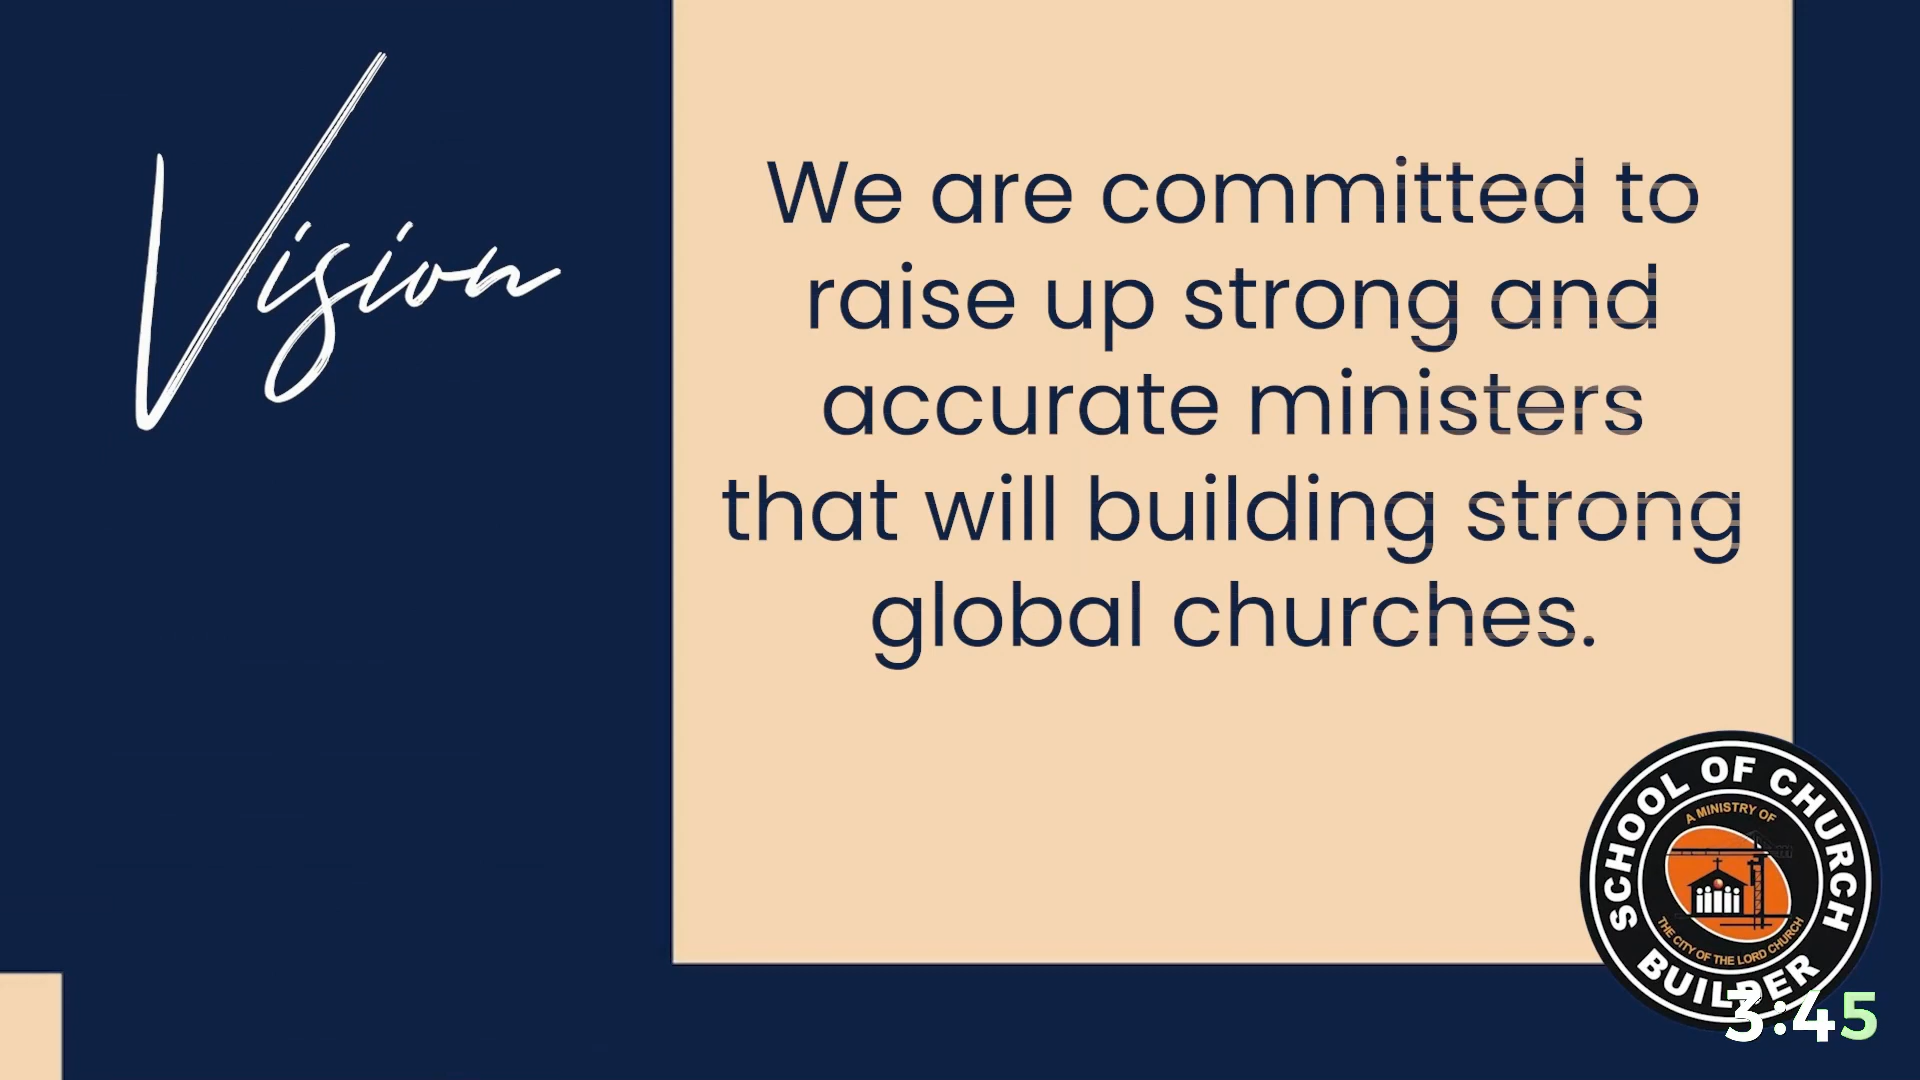 Vision
We are committed to
raise up strong and
accurate ministers
that will building strong
global churches.
SCHOOL OF CHURCH
A MINISTRY OF
THE CITY OF THE LORD CHURCH
BUILDER
3:45